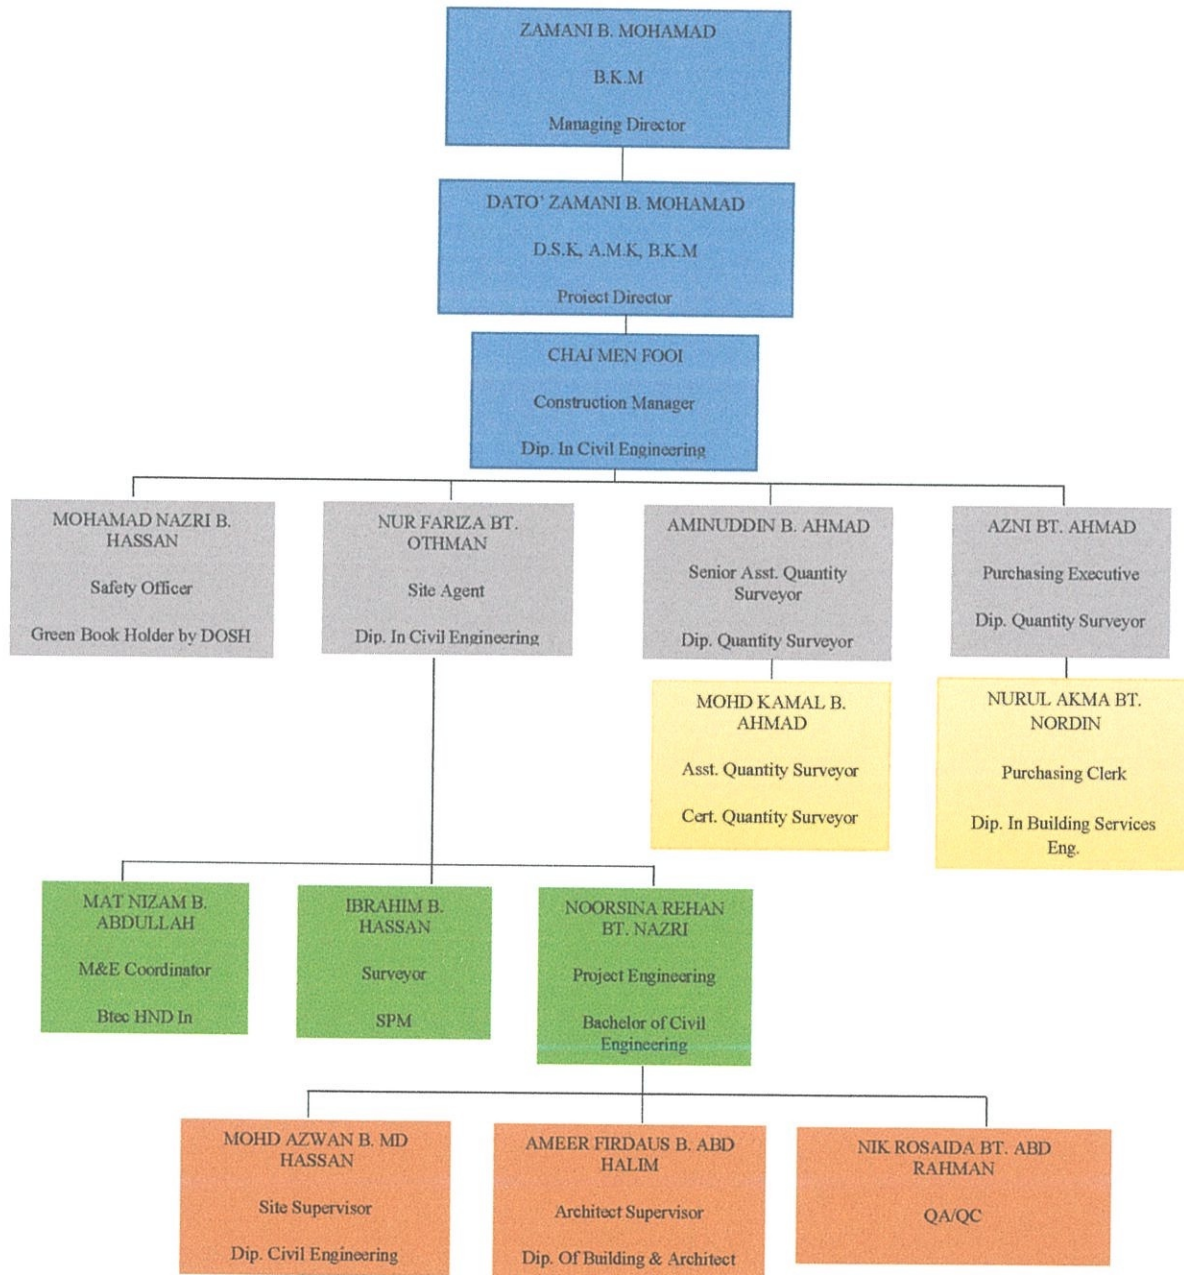 ZAMANI B. MOHAMAD
B.K.M
Managing Director
DATO' ZAMANI B. MOHAMAD
D.S.K, A.M.K, B.K.M
Project Director
CHAI MEN FOOI
Construction Manager
Dip. In Civil Engineering
MOHAMAD NAZRI B.
HASSAN
Safety Officer
Green Book Holder by DOSH
NUR FARIZA BT.
OTHMAN
Site Agent
Dip. In Civil Engineering
AMINUDDIN B. AHMAD
Senior Asst. Quantity
Surveyor
Dip. Quantity Surveyor
AZNI BT. AHMAD
Purchasing Executive
Dip. Quantity Surveyor
MOHD KAMAL B.
AHMAD
Asst. Quantity Surveyor
Cert. Quantity Surveyor
NURUL AKMA BT.
NORDIN
Purchasing Clerk
Dip. In Building Services
Eng.
MAT NIZAM B.
ABDULLAH
M&E Coordinator
Btec HND In
IBRAHIM B.
HASSAN
Surveyor
SPM
NOORSINA REHAN
BT. NAZRI
Project Engineering
Bachelor of Civil
Engineering
MOHD AZWAN B. MD
HASSAN
Site Supervisor
Dip. Civil Engineering
AMEER FIRDAUS B. ABD
HALIM
Architect Supervisor
Dip. Of Building & Architect
NIK ROSAIDA BT. ABD
RAHMAN
QA/QC